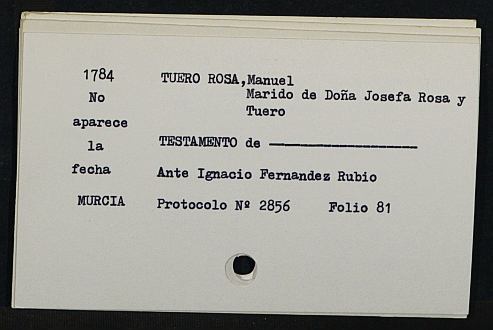 1784 TUERO ROSA,Manuel
No Marido de Doña Josefa Rosa y
Tuero
aparece
la TESTAMENTO de
fecha Ante Ignacio Fernandez Rubio
MURCIA Protocolo Nº 2856 Folio 81